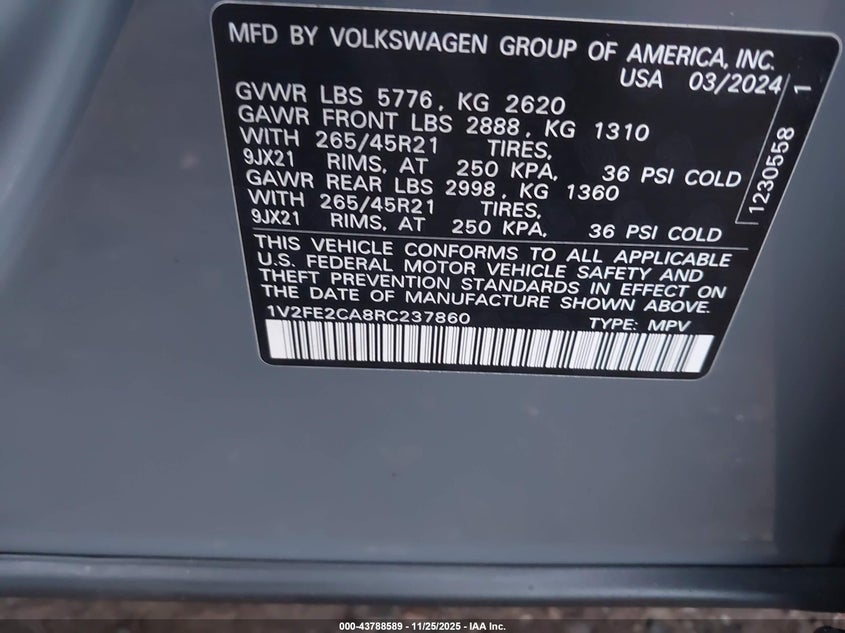 MFD BY VOLKSWAGEN GROUP OF AMERICA, INC.
USA 03/2024
GVWR LBS 5776, KG 2620
GAWR FRONT LBS 2888, KG 1310
WITH 265/45R21 TIRES,
9JX21 RIMS, AT 250 KPA, 36 PSI COLD
GAWR REAR LBS 2998, KG 1360
WITH 265/45R21 TIRES,
9JX21 RIMS, AT 250 KPA, 36 PSI COLD
THIS VEHICLE CONFORMS TO ALL APPLICABLE
U.S. FEDERAL MOTOR VEHICLE SAFETY AND
THEFT PREVENTION STANDARDS IN EFFECT ON
THE DATE OF MANUFACTURE SHOWN ABOVE.
1V2FE2CA8RC237860 TYPE: MPV
1230558 1
000-43788589 - 11/25/2025 - IAA Inc.